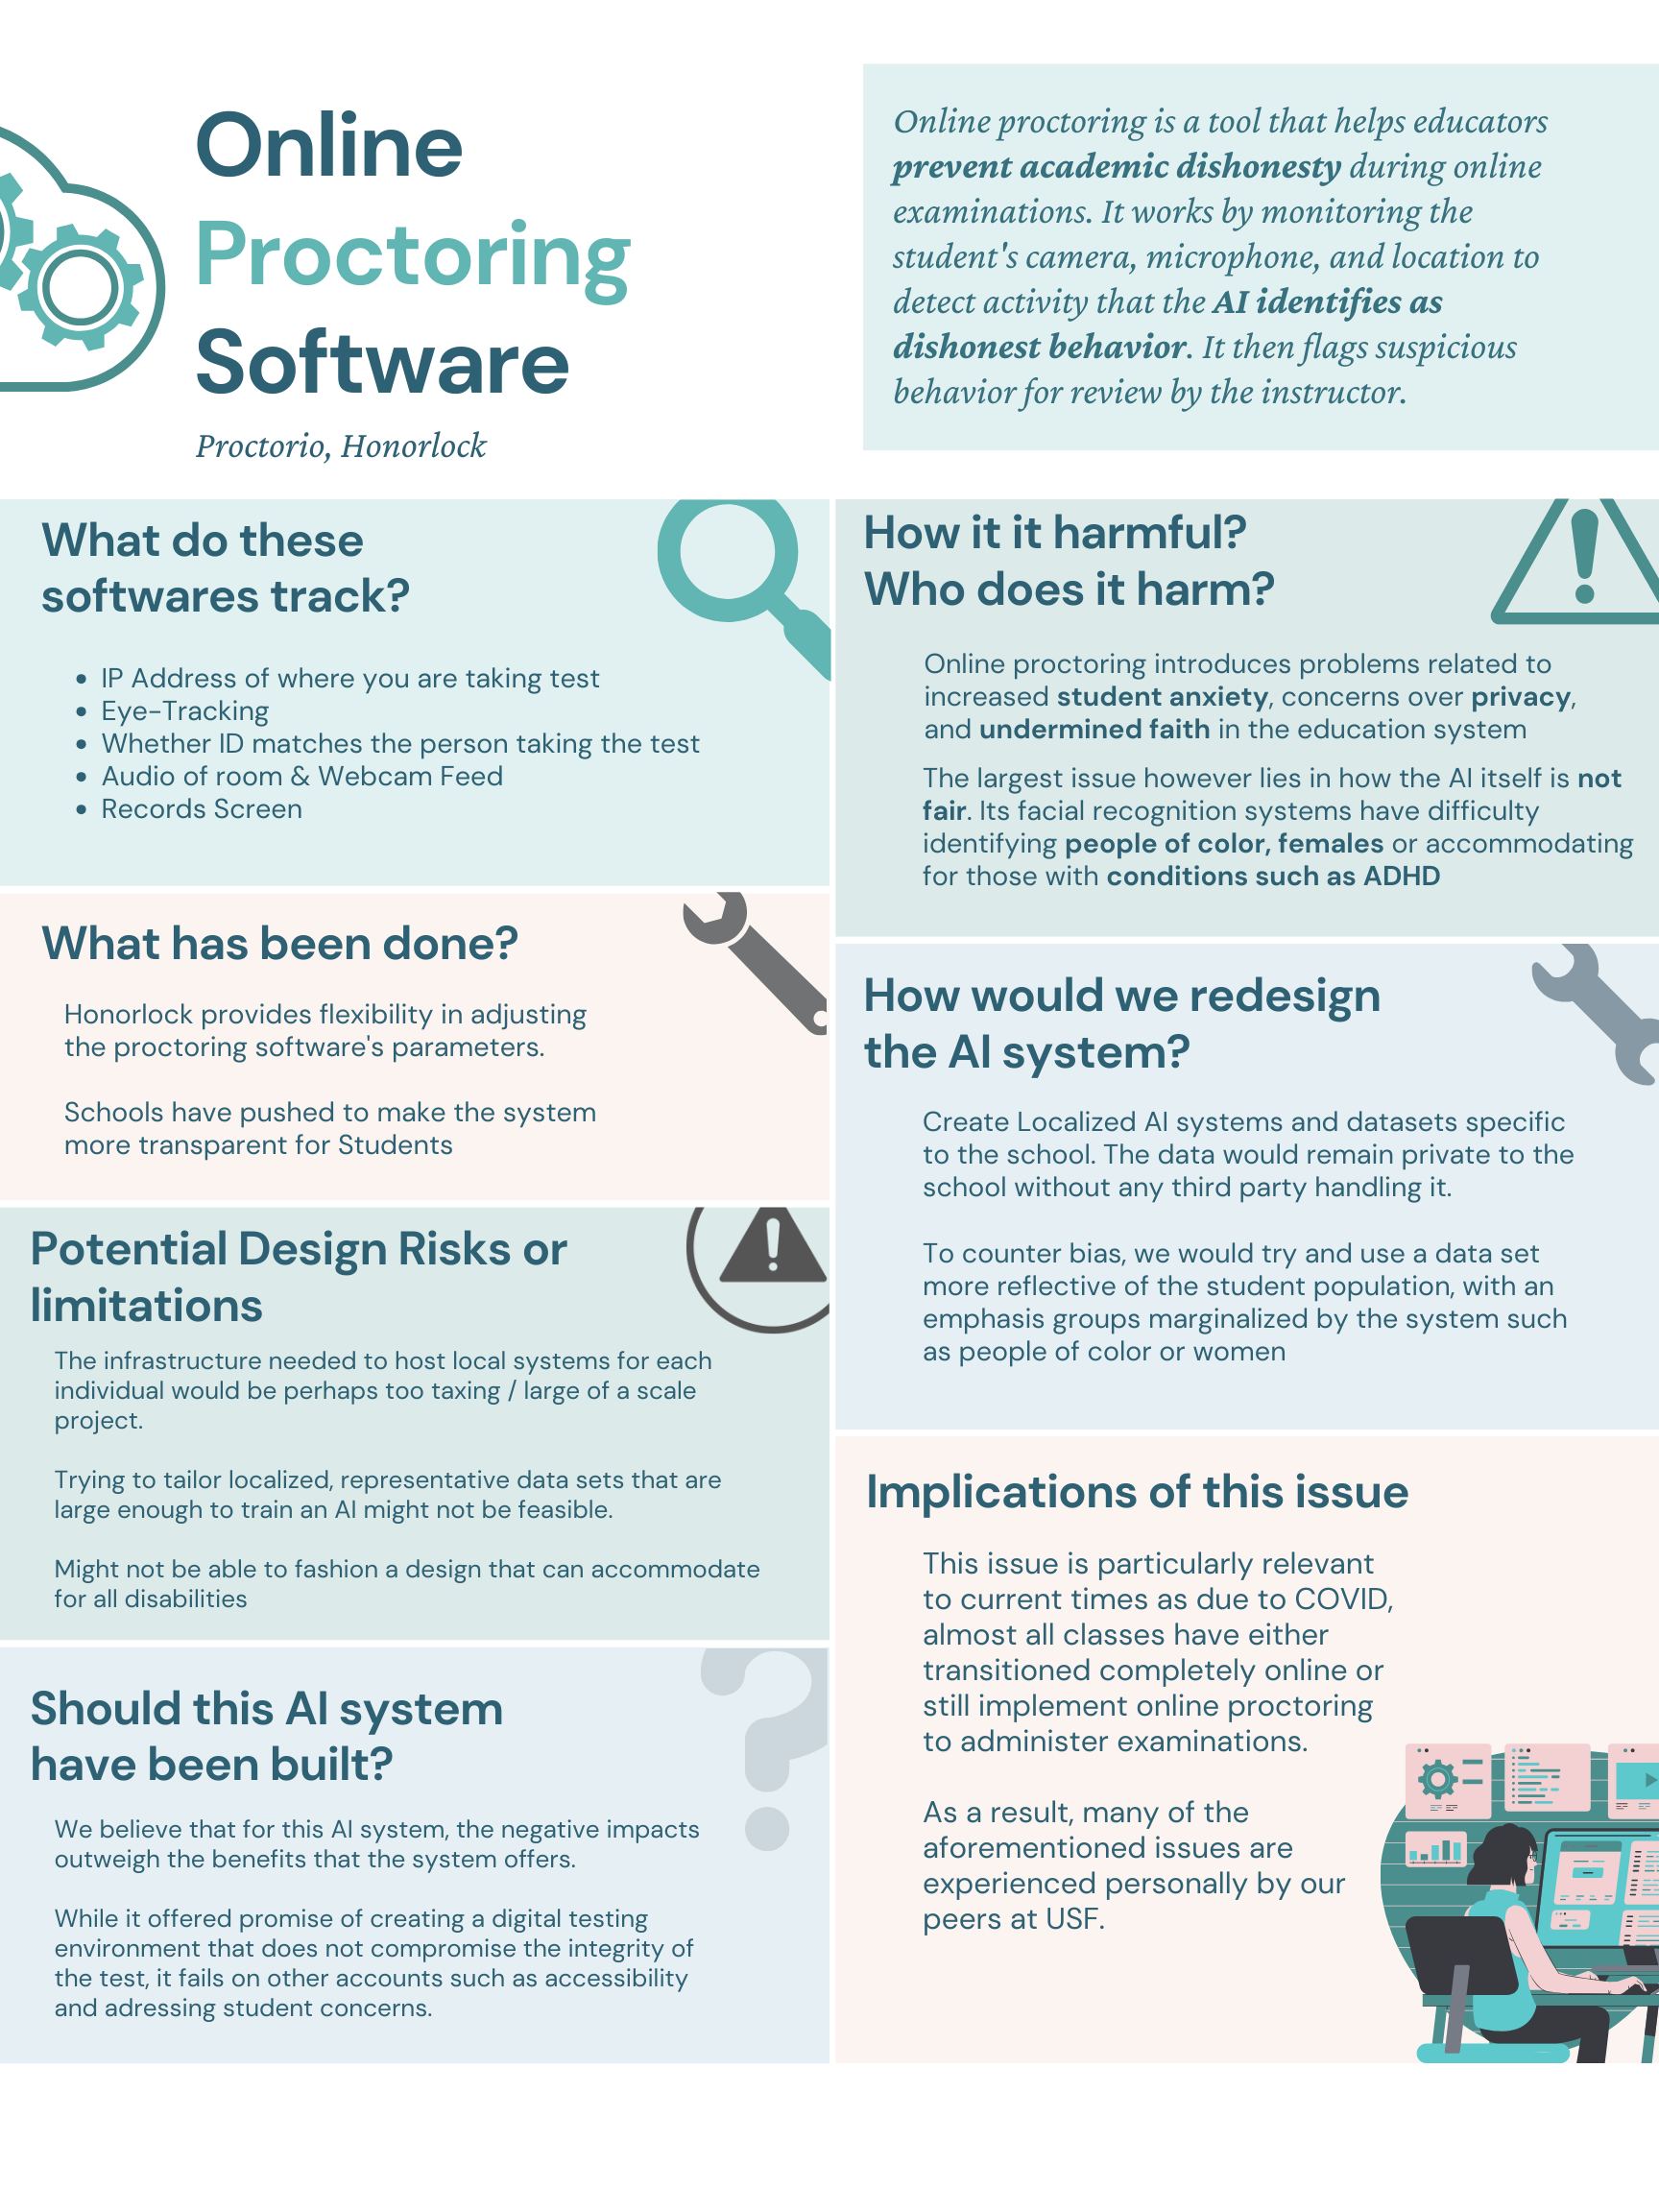 Online
Proctoring
Software
Proctorio, Honorlock
Online proctoring is a tool that helps educators
prevent academic dishonesty during online
examinations. It works by monitoring the
student's camera, microphone, and location to
detect activity that the AI identifies as
dishonest behavior. It then flags suspicious
behavior for review by the instructor.
What do these
softwares track?
• IP Address of where you are taking test
• Eye-Tracking
• Whether ID matches the person taking the test
• Audio of room & Webcam Feed
• Records Screen
How it it harmful?
Who does it harm?
Online proctoring introduces problems related to
increased student anxiety, concerns over privacy,
and undermined faith in the education system
The largest issue however lies in how the AI itself is not
fair. Its facial recognition systems have difficulty
identifying people of color, females or accommodating
for those with conditions such as ADHD
What has been done?
Honorlock provides flexibility in adjusting
the proctoring software's parameters.
Schools have pushed to make the system
more transparent for Students
How would we redesign
the AI system?
Create Localized AI systems and datasets specific
to the school. The data would remain private to the
school without any third party handling it.
To counter bias, we would try and use a data set
more reflective of the student population, with an
emphasis groups marginalized by the system such
as people of color or women
Potential Design Risks or
limitations
The infrastructure needed to host local systems for each
individual would be perhaps too taxing / large of a scale
project.
Trying to tailor localized, representative data sets that are
large enough to train an AI might not be feasible.
Might not be able to fashion a design that can accommodate
for all disabilities
Implications of this issue
This issue is particularly relevant
to current times as due to COVID,
almost all classes have either
transitioned completely online or
still implement online proctoring
to administer examinations.
As a result, many of the
aforementioned issues are
experienced personally by our
peers at USF.
Should this AI system
have been built?
We believe that for this AI system, the negative impacts
outweigh the benefits that the system offers.
While it offered promise of creating a digital testing
environment that does not compromise the integrity of
the test, it fails on other accounts such as accessibility
and adressing student concerns.